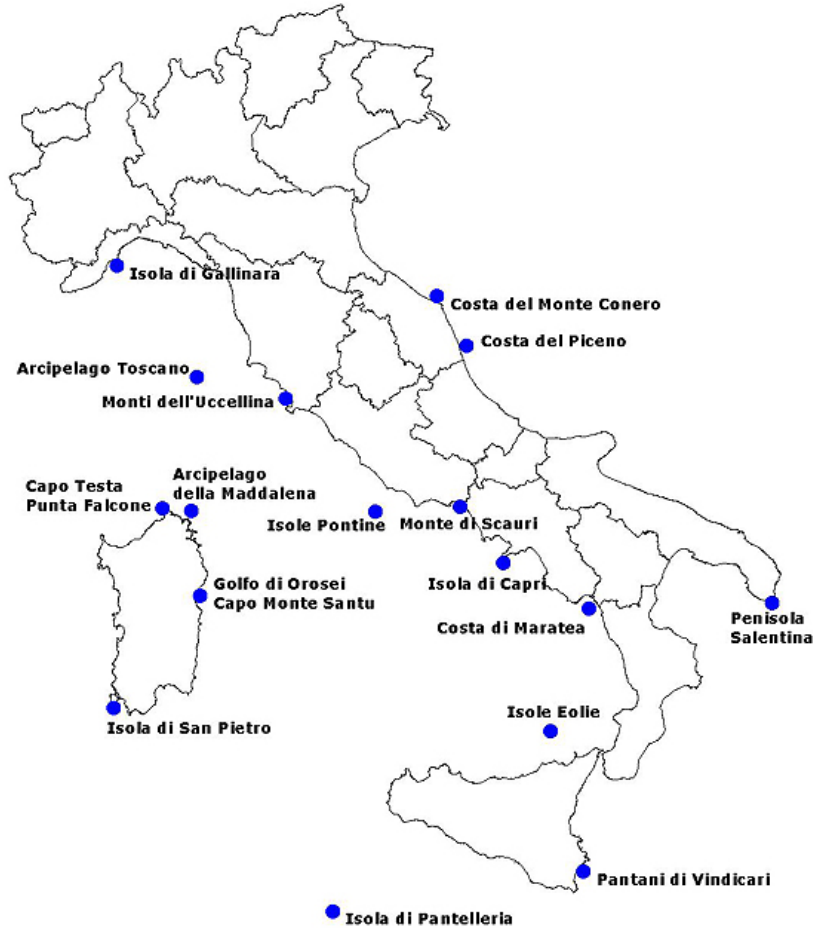 Isola di Gallinara
Costa del Monte Conero
Costa del Piceno
Arcipelago Toscano
Monti dell'Uccellina
Capo Testa
Punta Falcone
Arcipelago
della Maddalena
Isole Pontine
Monte di Scauri
Isola di Capri
Golfo di Orosei
Capo Monte Santu
Costa di Maratea
Penisola
Salentina
Isole Eolie
Isola di San Pietro
Pantani di Vindicari
Isola di Pantelleria